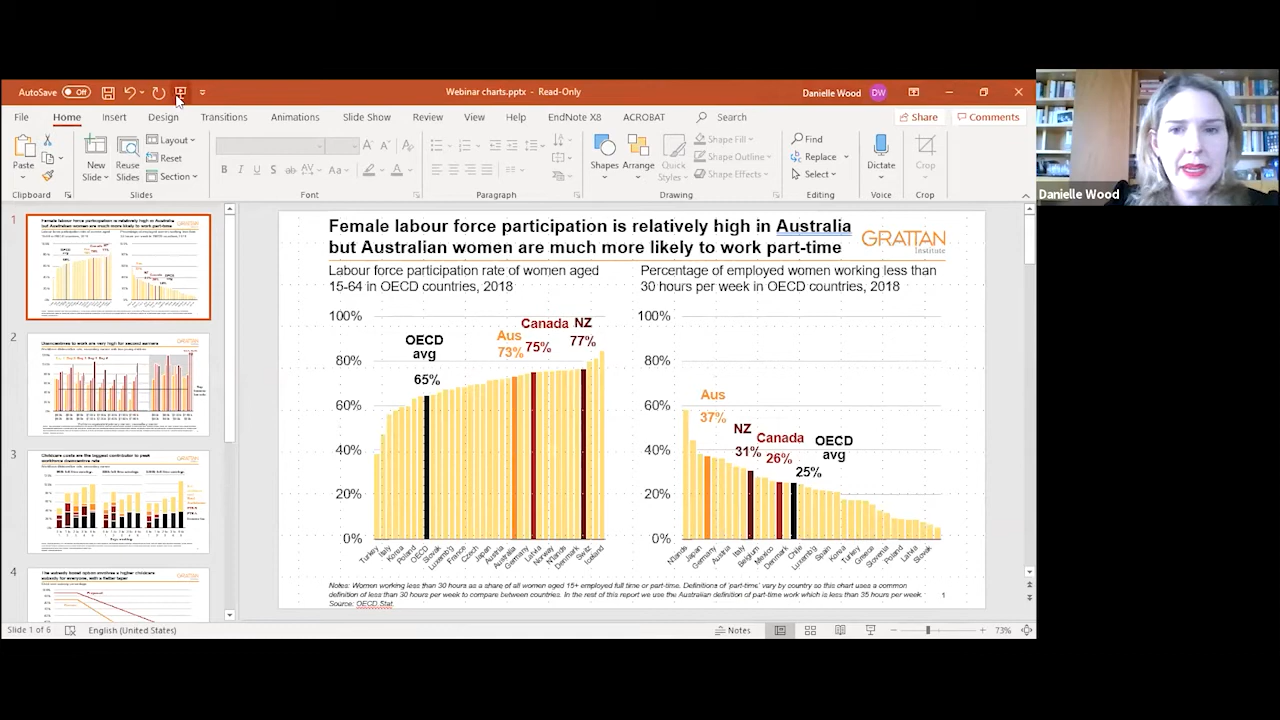 AutoSave Off
Webinar charts.pptx - Read-Only
Danielle Wood DW
File Home Insert Design Transitions Animations Slide Show Review View Help EndNote X8 ACROBAT Search
Share Comments
Paste
New Slide
Reuse Slides
Layout
Reset
Section
Shapes
Arrange
Quick Styles
Shape Fill
Shape Outline
Shape Effects
Find
Replace
Select
Dictate
Crop
Clipboard Slides Font Paragraph Drawing Editing Voice Crop
Danielle Wood
1
2
3
4
Female labour force participation is relatively high in Australia
but Australian women are much more likely to work part-time
GRATTAN
Institute
Labour force participation rate of women aged
15-64 in OECD countries, 2018
100%
80%
60%
40%
20%
0%
OECD
avg
65%
Aus
73%
Canada
75%
NZ
77%
Turkey Italy Korea Poland OECD Slovak France Czech Australia Germany Latvia Iceland
Percentage of employed women working less than
30 hours per week in OECD countries, 2018
100%
80%
60%
40%
20%
0%
Aus
37%
NZ
31%
Canada
26%
OECD
avg
25%
Japan Germany Austria Italy Mexico Chile Spain Korea Turkey Greece Slovenia Poland Latvia Slovak
Notes: Women working less than 30 hours as a share of all women aged 15+ employed full time or part-time. Definitions of 'part-time' vary by country so this chart uses a common
definition of less than 30 hours per week to compare between countries. In the rest of this report we use the Australian definition of part-time work which is less than 35 hours per week.
Source: OECD Stat.
1
Slide 1 of 6
English (United States)
Notes
73%